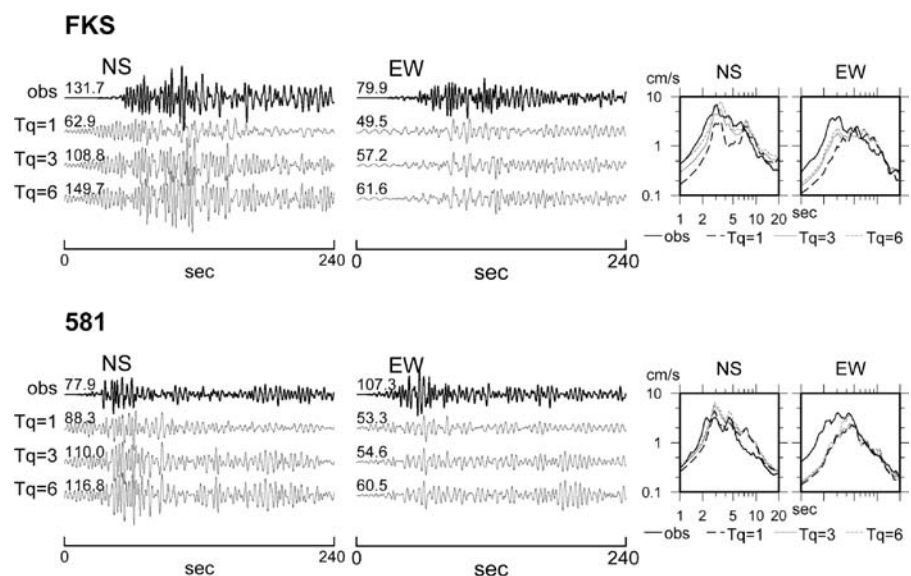 FKS
NS
EW
obs 131.7
79.9
Tq=1 62.9
49.5
Tq=3 108.8
57.2
Tq=6 149.7
61.6
0 240
sec
0 240
sec
cm/s
NS
EW
10
1
0.1
sec
1 2 5 10 20
obs Tq=1 Tq=3 Tq=6
581
NS
EW
obs 77.9
107.3
Tq=1 88.3
53.3
Tq=3 110.0
54.6
Tq=6 116.8
60.5
0 240
sec
0 240
sec
cm/s
NS
EW
10
1
0.1
sec
1 2 5 10 20
obs Tq=1 Tq=3 Tq=6